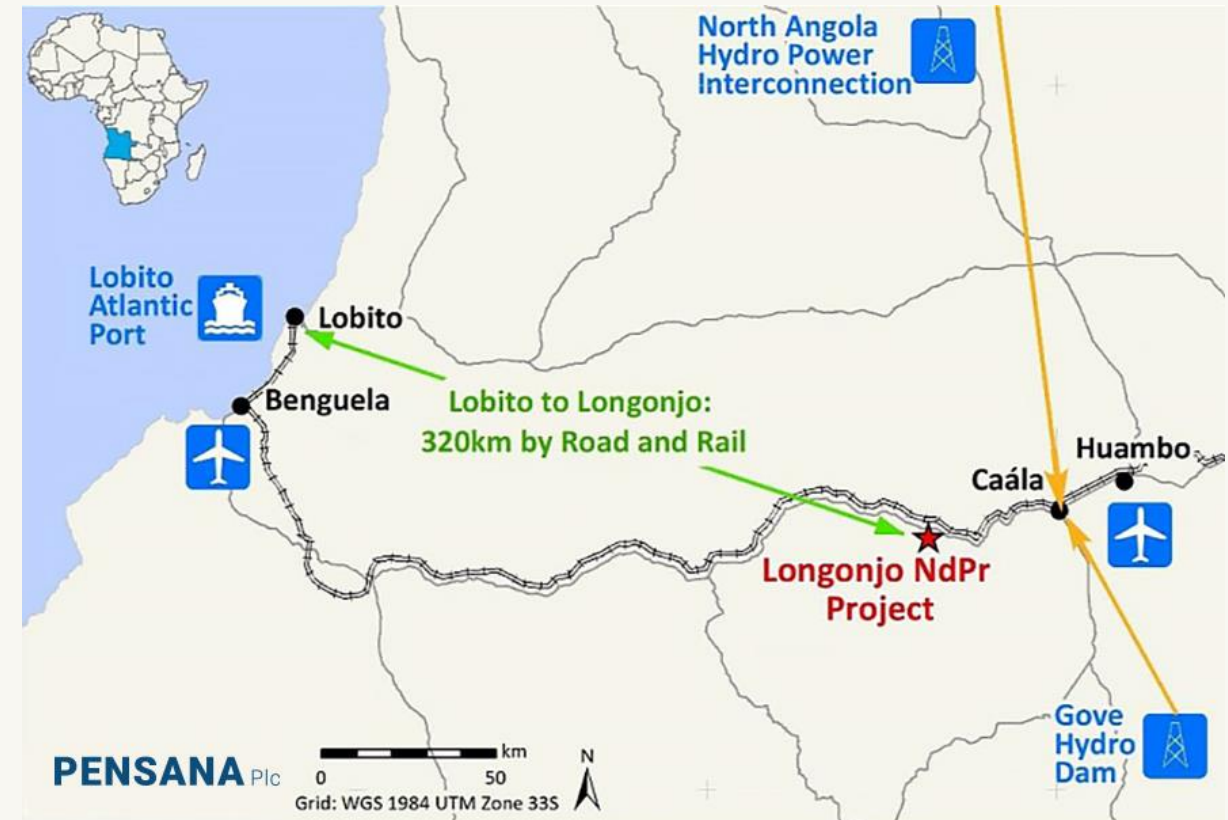 North Angola
Hydro Power
Interconnection
Lobito
Atlantic
Port
Lobito
Benguela
Lobito to Longonjo:
320km by Road and Rail
Huambo
Caála
Longonjo NdPr
Project
Gove
Hydro
Dam
PENSANA Plc
km
0 50
Grid: WGS 1984 UTM Zone 33S
N